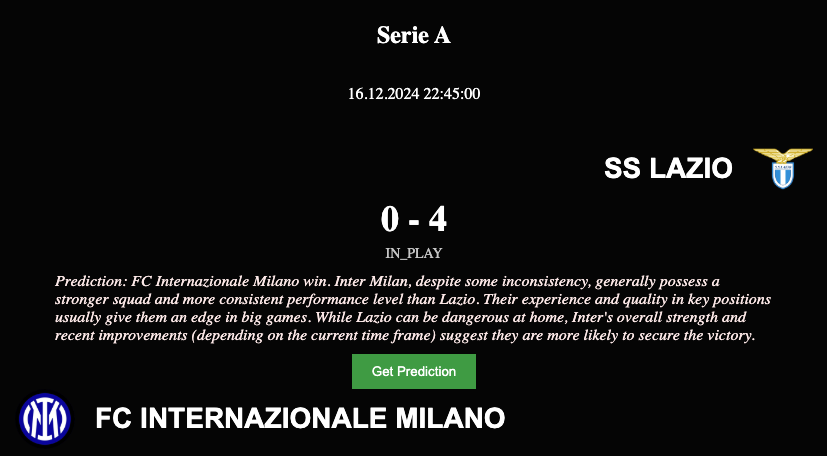 Serie A
16.12.2024 22:45:00
SS LAZIO
0 - 4
IN_PLAY
Prediction: FC Internazionale Milano win. Inter Milan, despite some inconsistency, generally possess a
stronger squad and more consistent performance level than Lazio. Their experience and quality in key positions
usually give them an edge in big games. While Lazio can be dangerous at home, Inter's overall strength and
recent improvements (depending on the current time frame) suggest they are more likely to secure the victory.
Get Prediction
FC INTERNAZIONALE MILANO